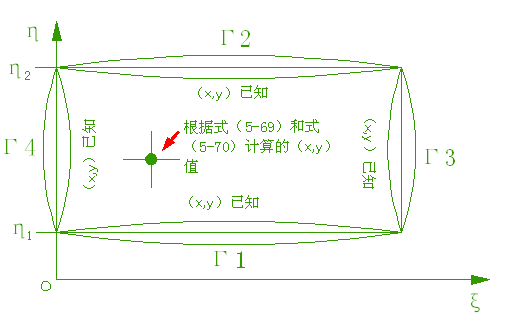 η
Γ2
η2
(x,y) 已知
根据式 (5-69) 和式
(5-70) 计算的 (x,y)
值
(x,y) 已知
(x,y) 已知
Γ4
Γ3
(x,y) 已知
η1
Γ1
O
ξ